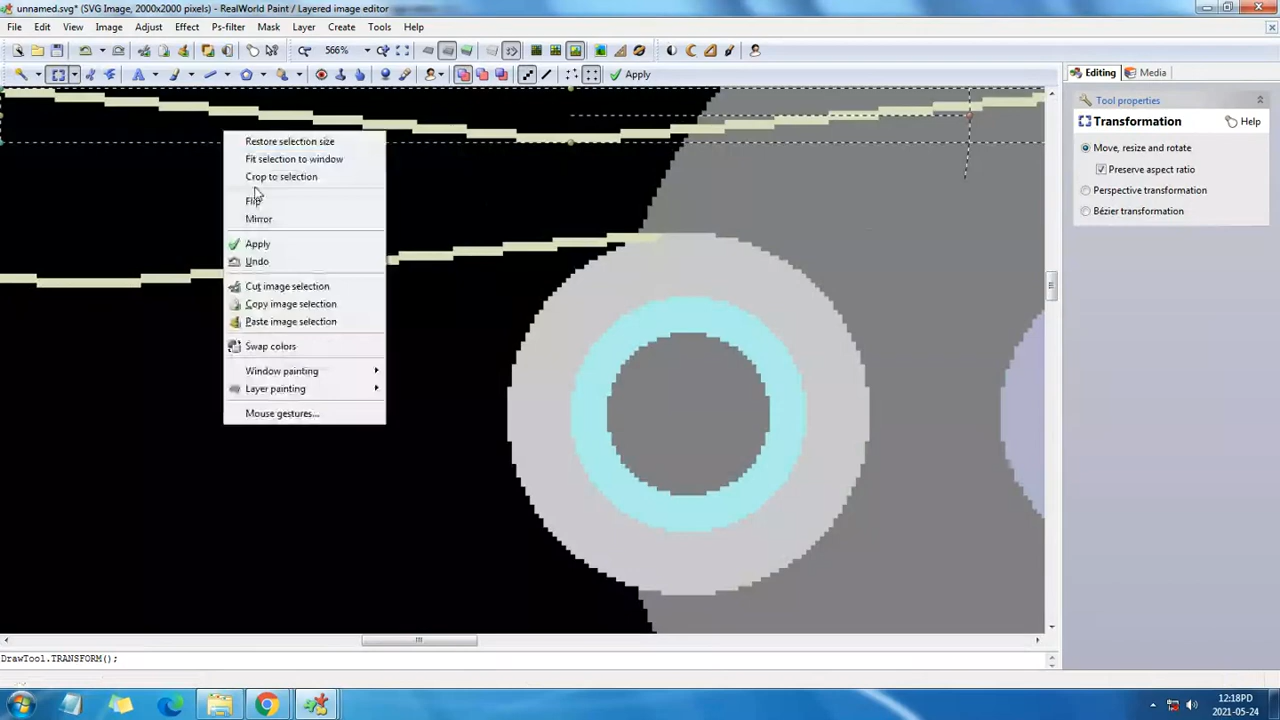 unnamed.svg* (SVG Image, 2000x2000 pixels) - RealWorld Paint / Layered image editor
File Edit View Image Adjust Effect Ps-filter Mask Layer Create Tools Help
566%
Apply
Editing Media
Tool properties
Transformation Help
Move, resize and rotate
Preserve aspect ratio
Perspective transformation
Bézier transformation
Restore selection size
Fit selection to window
Crop to selection
Flip
Mirror
Apply
Undo
Cut image selection
Copy image selection
Paste image selection
Swap colors
Window painting
Layer painting
Mouse gestures...
DrawTool.TRANSFORM();
12:18PD
2021-05-24